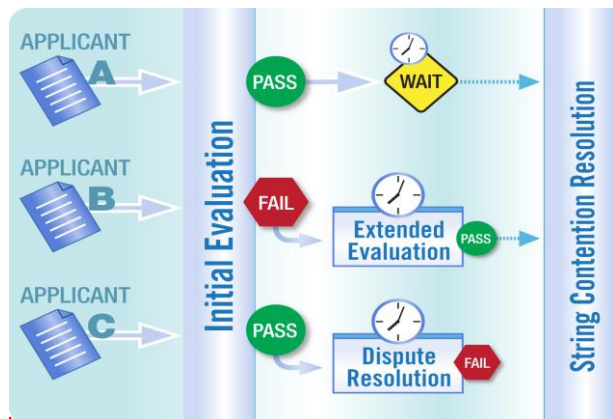 APPLICANT
A
PASS
WAIT
APPLICANT
B
FAIL
Extended
Evaluation
PASS
APPLICANT
C
PASS
Dispute
Resolution
FAIL
Initial Evaluation
String Contention Resolution